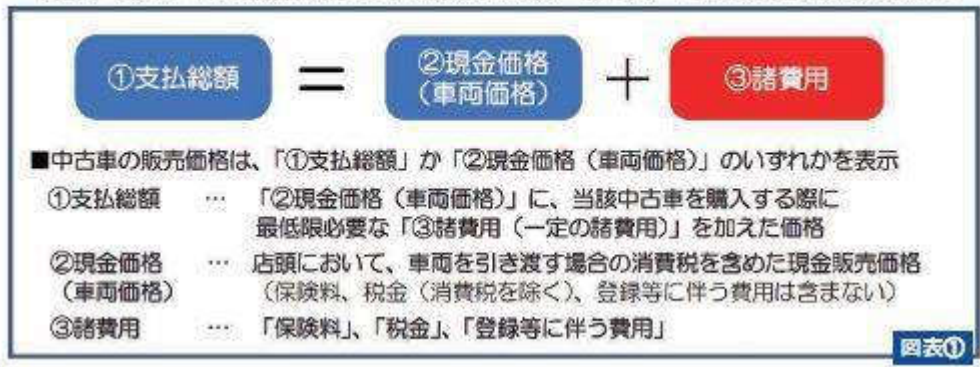 ①支払総額 = ②現金価格
(車両価格) + ③諸費用
■中古車の販売価格は、「①支払総額」か「②現金価格(車両価格)」のいずれかを表示
①支払総額 … 「②現金価格(車両価格)」に、当該中古車を購入する際に
最低限必要な「③諸費用(一定の諸費用)」を加えた価格
②現金価格 … 店頭において、車両を引き渡す場合の消費税を含めた現金販売価格
(車両価格) (保険料、税金(消費税を除く)、登録等に伴う費用は含まない)
③諸費用 … 「保険料」、「税金」、「登録等に伴う費用」
図表①